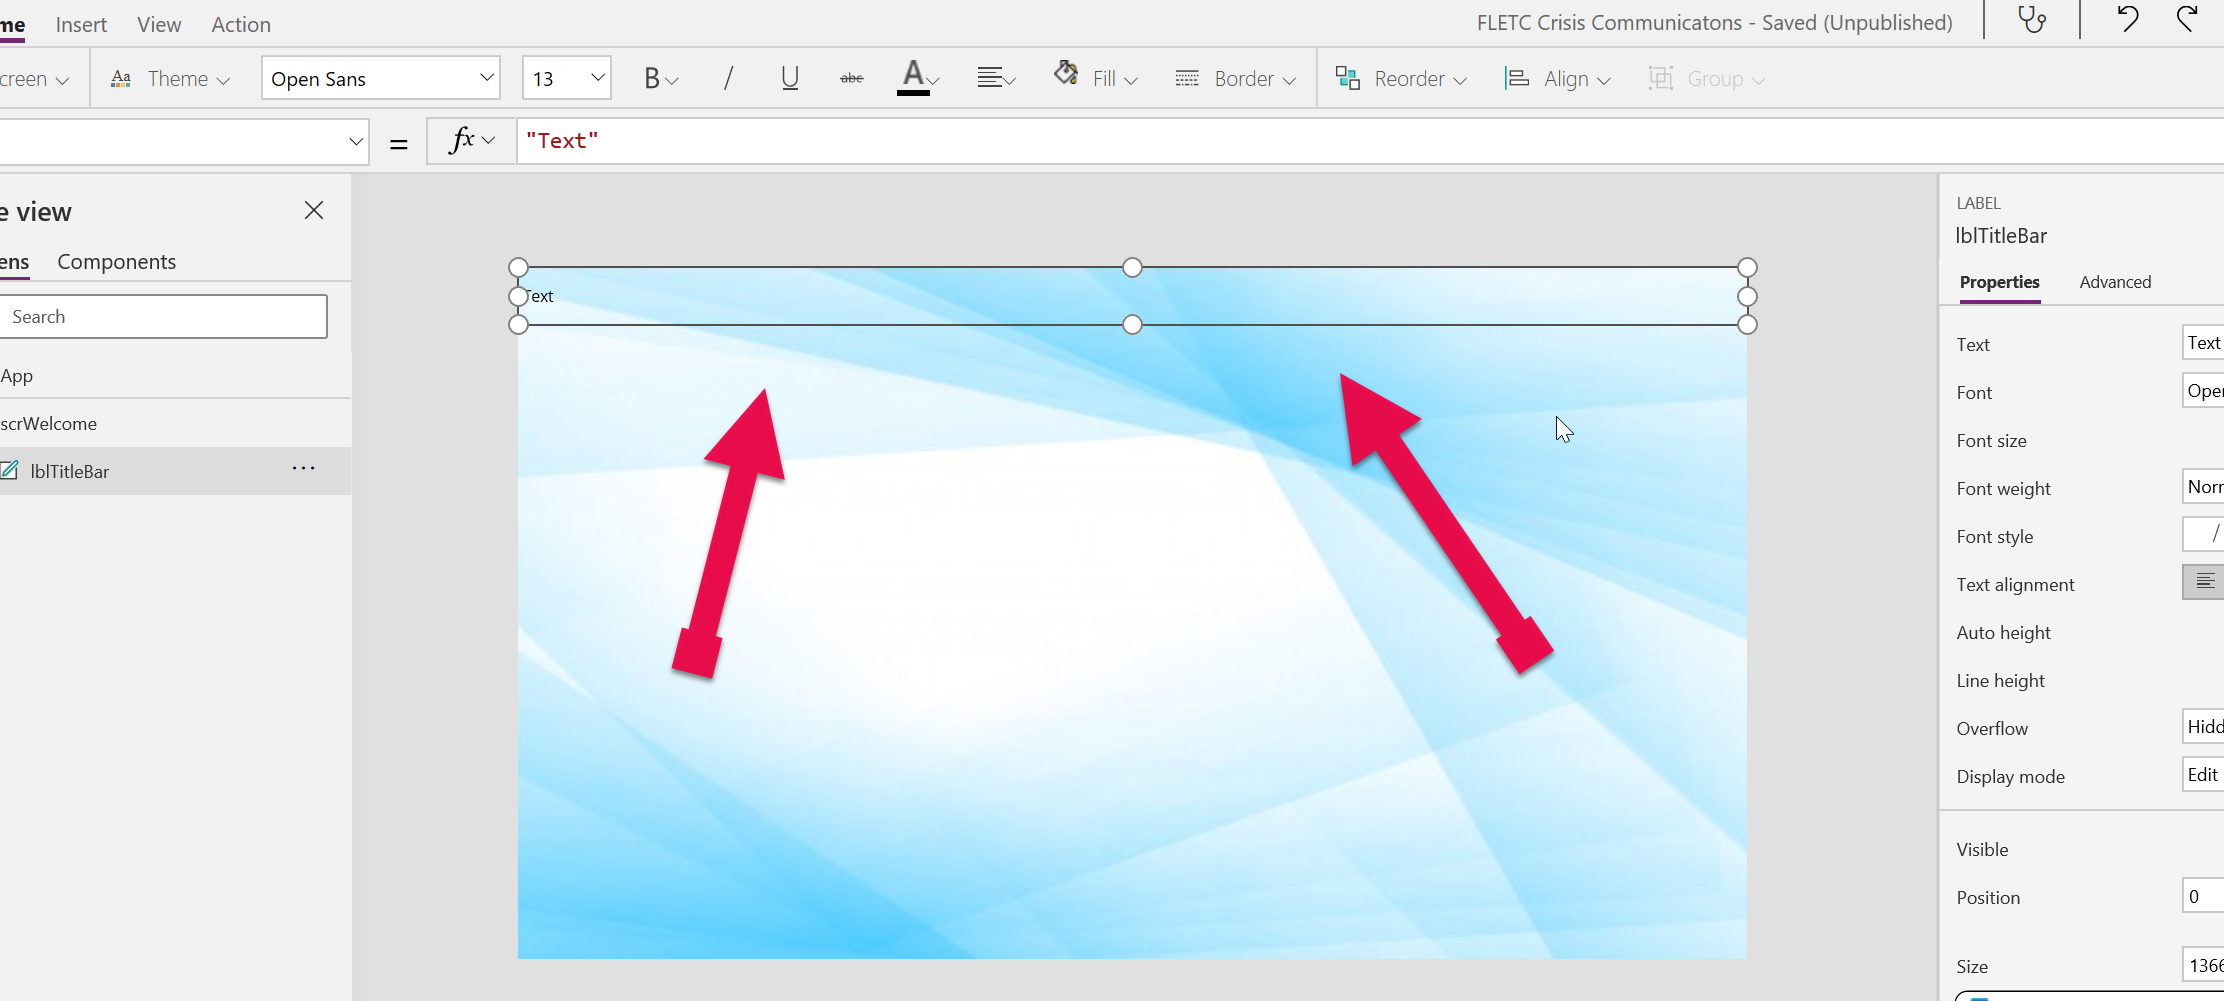 me Insert View Action FLETC Crisis Communicatons - Saved (Unpublished)
creen Aa Theme Open Sans 13 B / U abc A Fill Border Reorder Align Group
= fx "Text"
e view
ens Components
Search
App
scrWelcome
lblTitleBar ...
Text
LABEL
lblTitleBar
Properties Advanced
Text Text
Font Oper
Font size
Font weight Norr
Font style /
Text alignment
Auto height
Line height
Overflow Hidd
Display mode Edit
Visible
Position 0
Size 1366